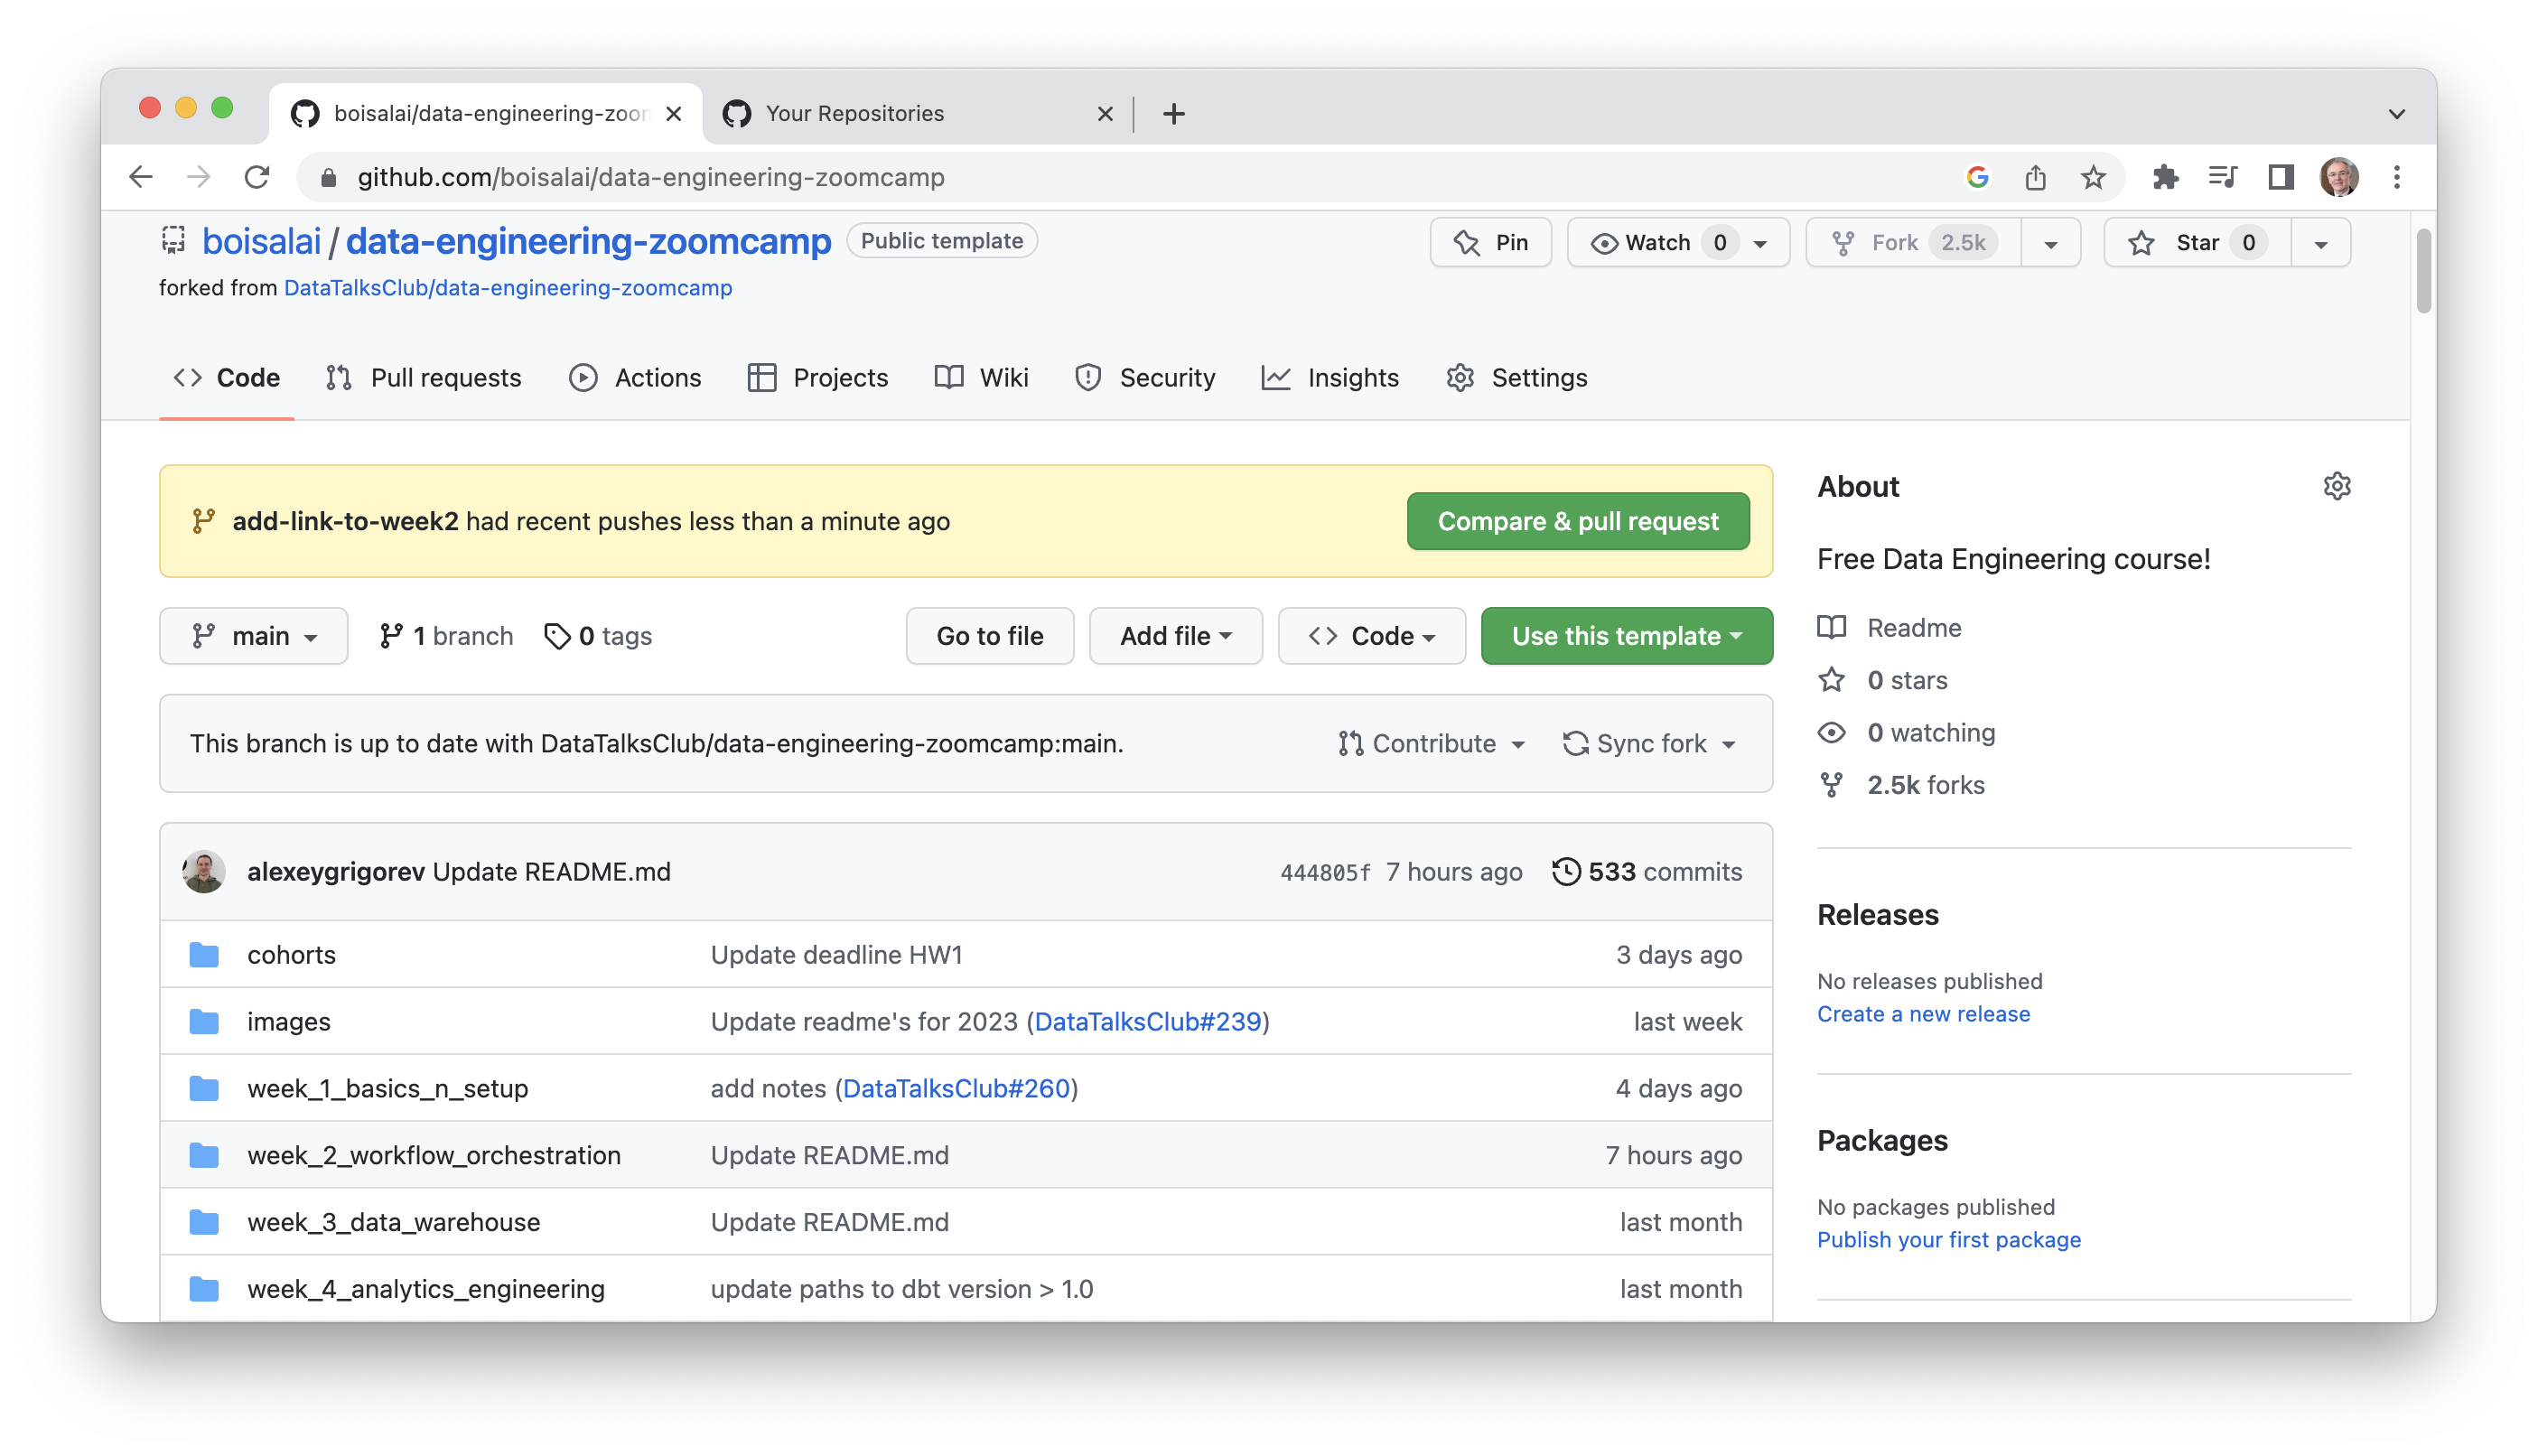 boisalai/data-engineering-zoom
Your Repositories
github.com/boisalai/data-engineering-zoomcamp
boisalai / data-engineering-zoomcamp Public template
Pin
Watch 0
Fork 2.5k
Star 0
forked from DataTalksClub/data-engineering-zoomcamp
Code
Pull requests
Actions
Projects
Wiki
Security
Insights
Settings
add-link-to-week2 had recent pushes less than a minute ago
Compare & pull request
main
1 branch
0 tags
Go to file
Add file
Code
Use this template
This branch is up to date with DataTalksClub/data-engineering-zoomcamp:main.
Contribute
Sync fork
alexeygrigorev Update README.md 444805f 7 hours ago 533 commits
cohorts Update deadline HW1 3 days ago
images Update readme's for 2023 (DataTalksClub#239) last week
week_1_basics_n_setup add notes (DataTalksClub#260) 4 days ago
week_2_workflow_orchestration Update README.md 7 hours ago
week_3_data_warehouse Update README.md last month
week_4_analytics_engineering update paths to dbt version > 1.0 last month
About
Free Data Engineering course!
Readme
0 stars
0 watching
2.5k forks
Releases
No releases published
Create a new release
Packages
No packages published
Publish your first package